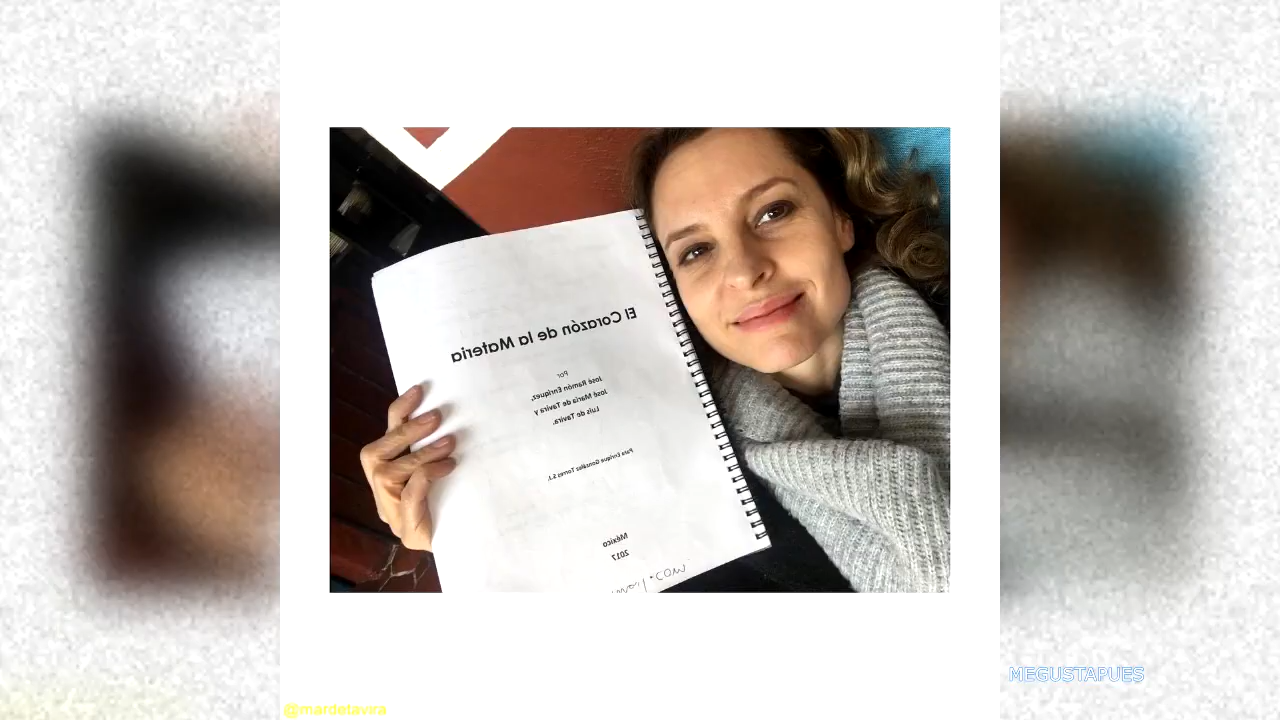 El Corazón de la Materia
Por
José Ramón Enríquez,
José María de Tavira y
Luis de Tavira.
Para Enrique González Torres S.J.
México
2017
MEGUSTAPUES
@mardetavira